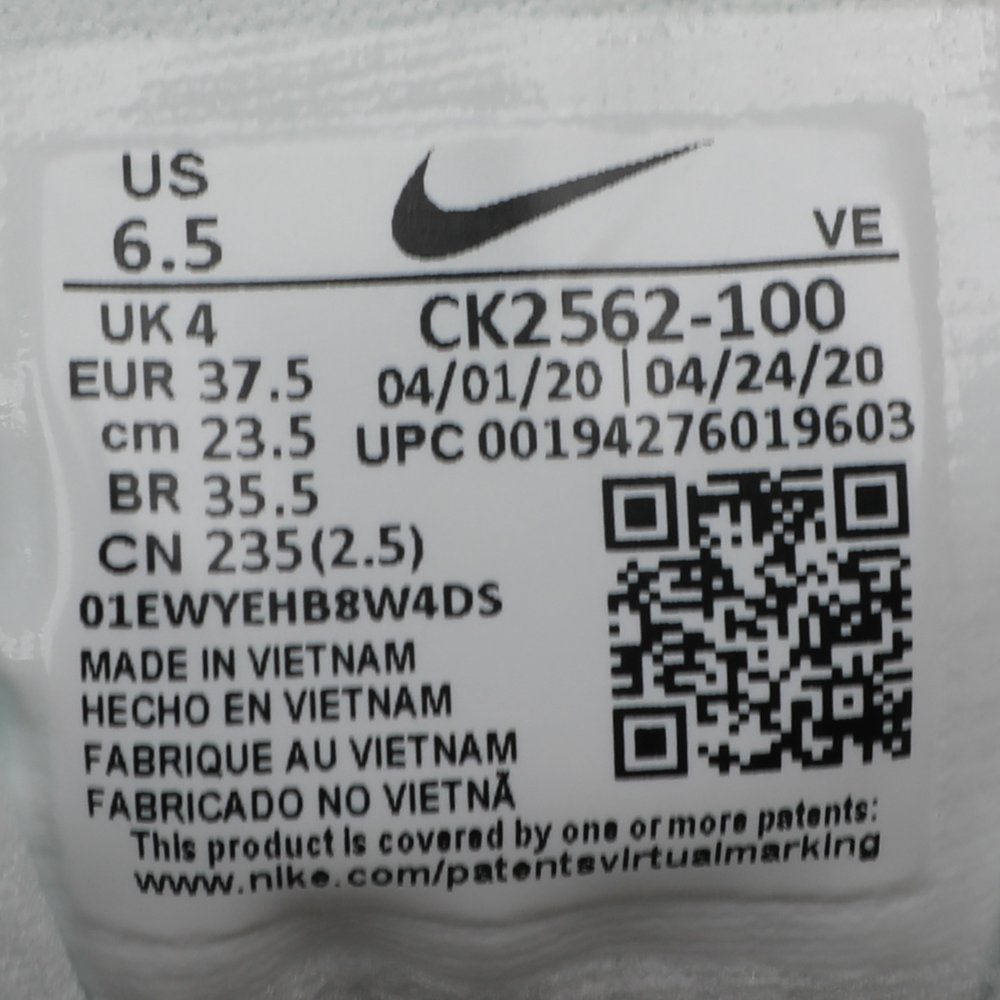 US
6.5
VE
UK 4
CK2562-100
EUR 37.5
04/01/20 | 04/24/20
cm 23.5
UPC 00194276019603
BR 35.5
CN 235(2.5)
01EWYEHB8W4DS
MADE IN VIETNAM
HECHO EN VIETNAM
FABRIQUE AU VIETNAM
FABRICADO NO VIETNÃ
This product is covered by one or more patents:
www.nike.com/patentsvirtualmarking